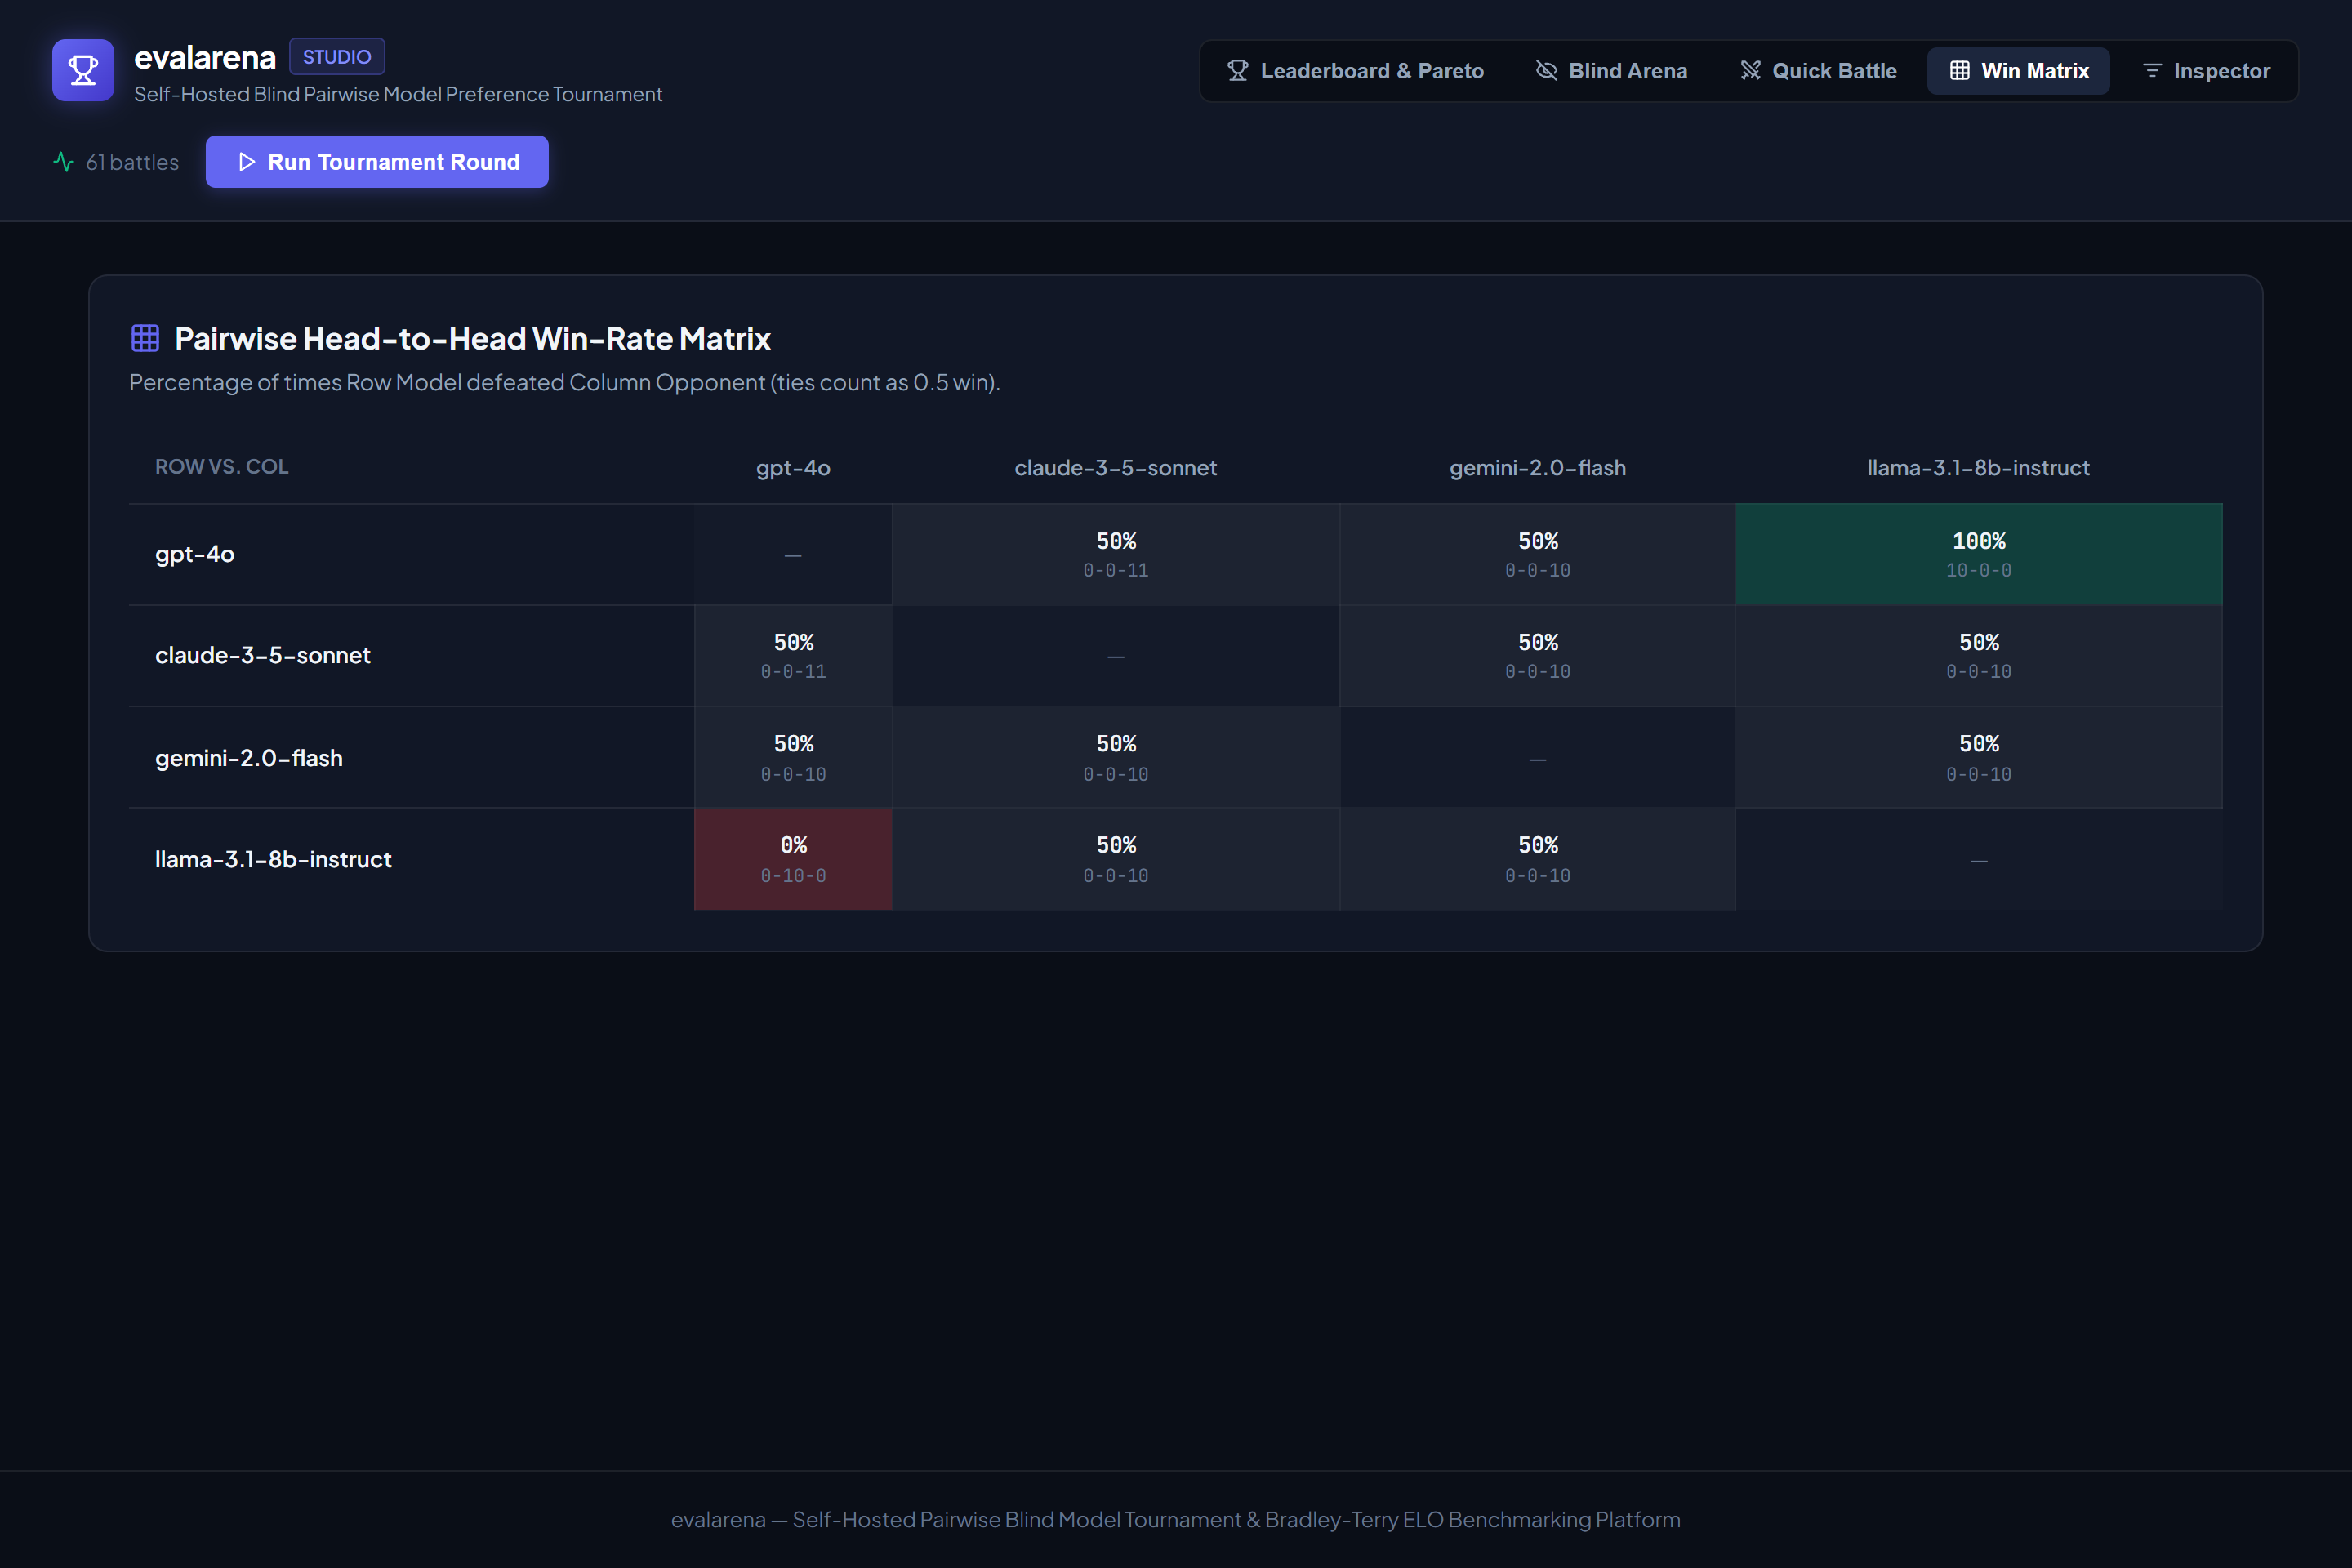 evalarena STUDIO
Self-Hosted Blind Pairwise Model Preference Tournament
Leaderboard & Pareto Blind Arena Quick Battle Win Matrix Inspector
61 battles Run Tournament Round
Pairwise Head-to-Head Win-Rate Matrix
Percentage of times Row Model defeated Column Opponent (ties count as 0.5 win).
ROW VS. COL gpt-4o claude-3-5-sonnet gemini-2.0-flash llama-3.1-8b-instruct
gpt-4o — 50% 50% 100%
0-0-11 0-0-10 10-0-0
claude-3-5-sonnet 50% — 50% 50%
0-0-11 0-0-10 0-0-10
gemini-2.0-flash 50% 50% — 50%
0-0-10 0-0-10 0-0-10
llama-3.1-8b-instruct 0% 50% 50% —
0-10-0 0-0-10 0-0-10
evalarena — Self-Hosted Pairwise Blind Model Tournament & Bradley-Terry ELO Benchmarking Platform